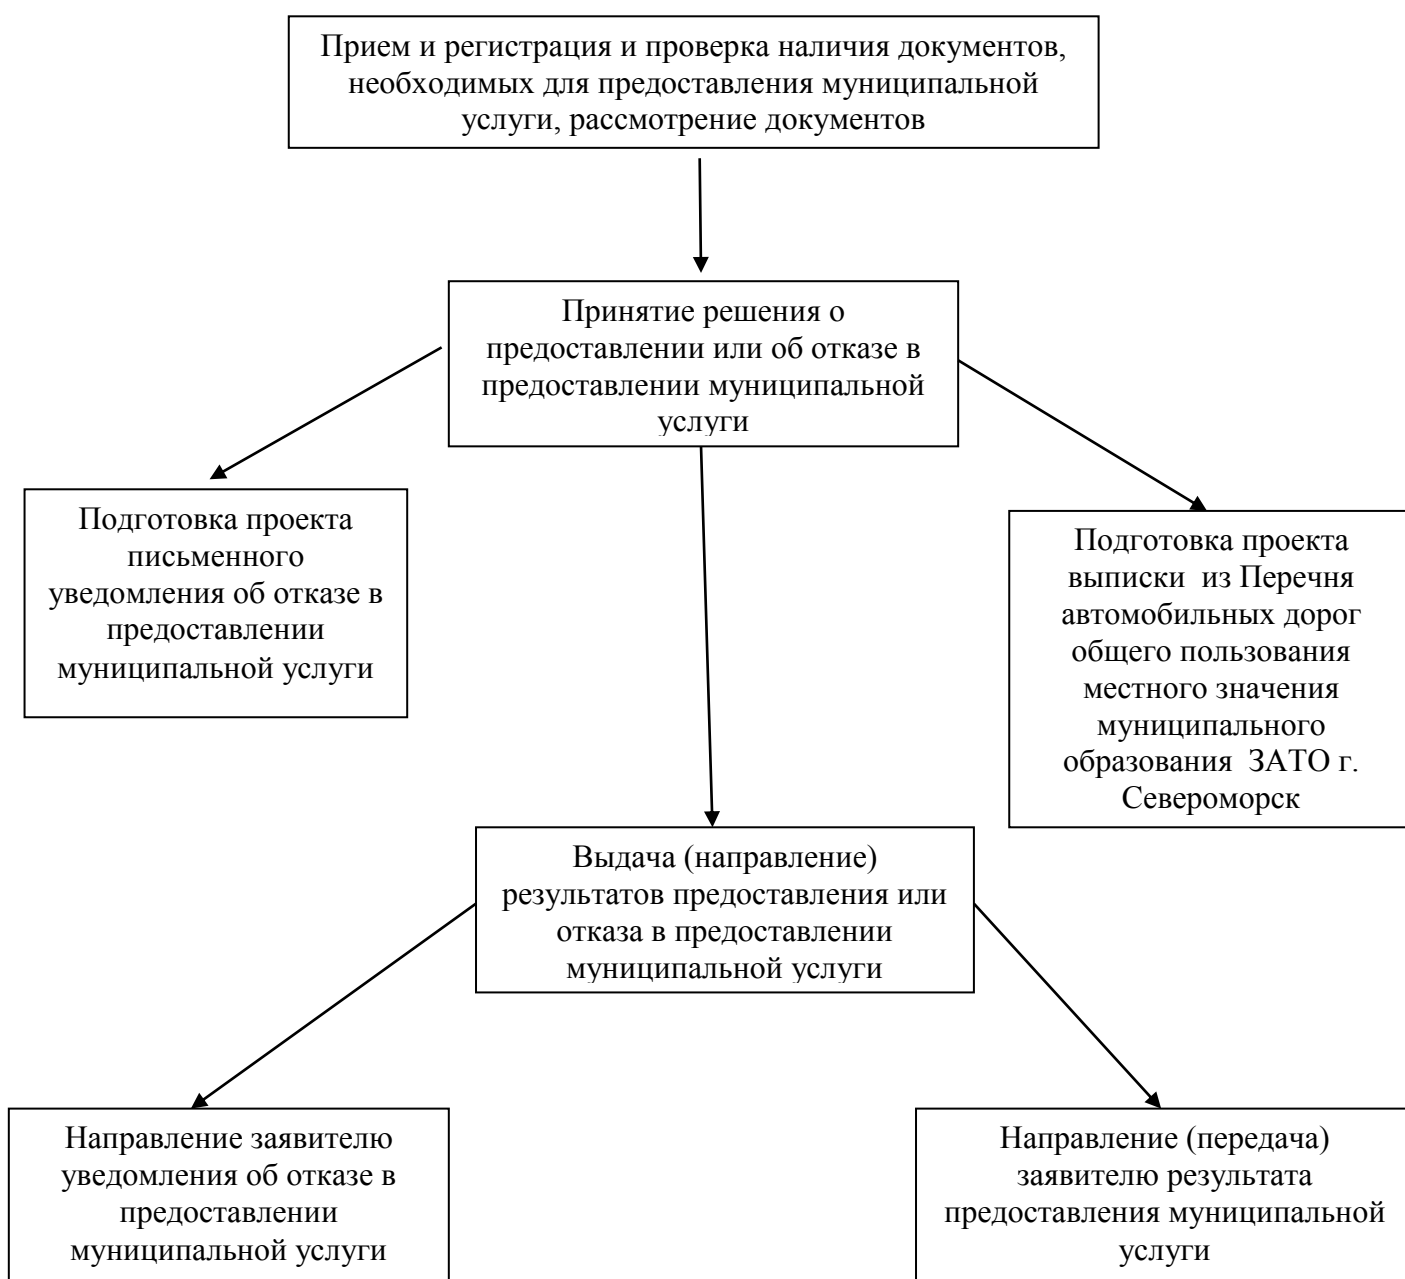 Прием и регистрация и проверка наличия документов,
необходимых для предоставления муниципальной
услуги, рассмотрение документов
Принятие решения о
предоставлении или об отказе в
предоставлении муниципальной
услуги
Подготовка проекта
письменного
уведомления об отказе в
предоставлении
муниципальной услуги
Подготовка проекта
выписки из Перечня
автомобильных дорог
общего пользования
местного значения
муниципального
образования ЗАТО г.
Североморск
Выдача (направление)
результатов предоставления или
отказа в предоставлении
муниципальной услуги
Направление заявителю
уведомления об отказе в
предоставлении
муниципальной услуги
Направление (передача)
заявителю результата
предоставления муниципальной
услуги